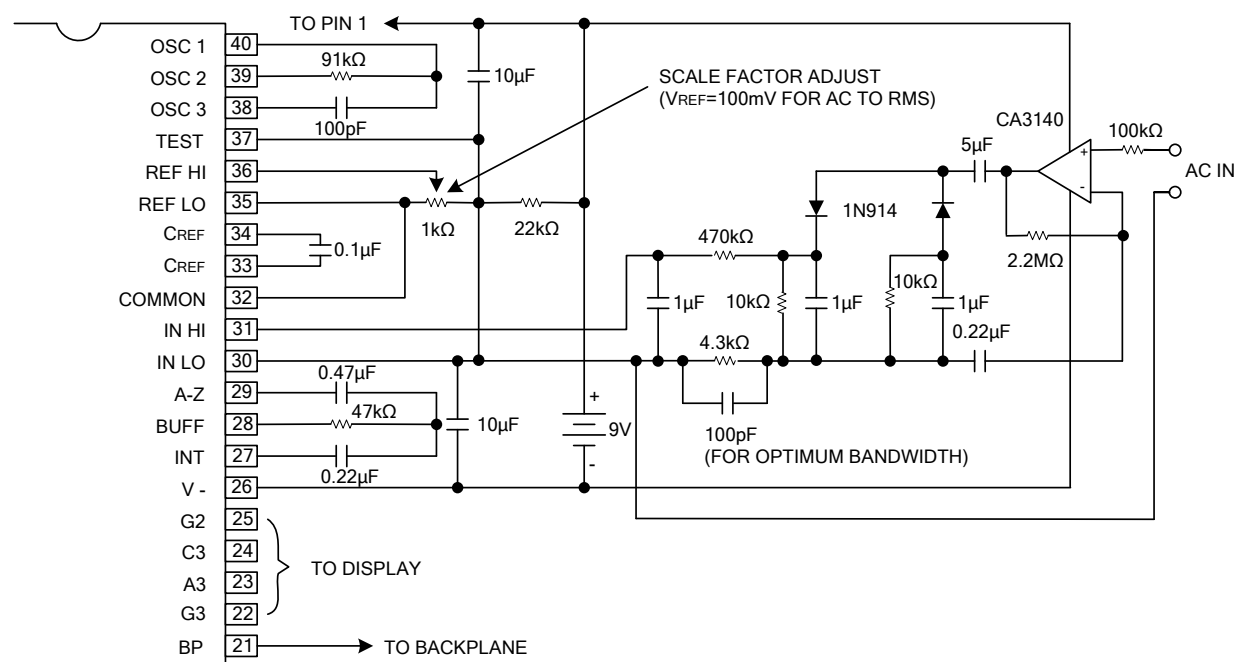 TO PIN 1
OSC 1 40
91kΩ
OSC 2 39
10µF
SCALE FACTOR ADJUST
(VREF=100mV FOR AC TO RMS)
OSC 3 38
100pF
CA3140
TEST 37
5µF
100kΩ
+
-
AC IN
REF HI 36
REF LO 35
1kΩ
22kΩ
1N914
CREF 34
0.1µF
470kΩ
2.2MΩ
CREF 33
10kΩ
COMMON 32
1µF
10kΩ
1µF
1µF
IN HI 31
0.22µF
4.3kΩ
IN LO 30
0.47µF
A-Z 29
+
47kΩ
BUFF 28
10µF
9V
100pF
(FOR OPTIMUM BANDWIDTH)
INT 27
-
0.22µF
V - 26
G2 25
C3 24
TO DISPLAY
A3 23
G3 22
BP 21
TO BACKPLANE